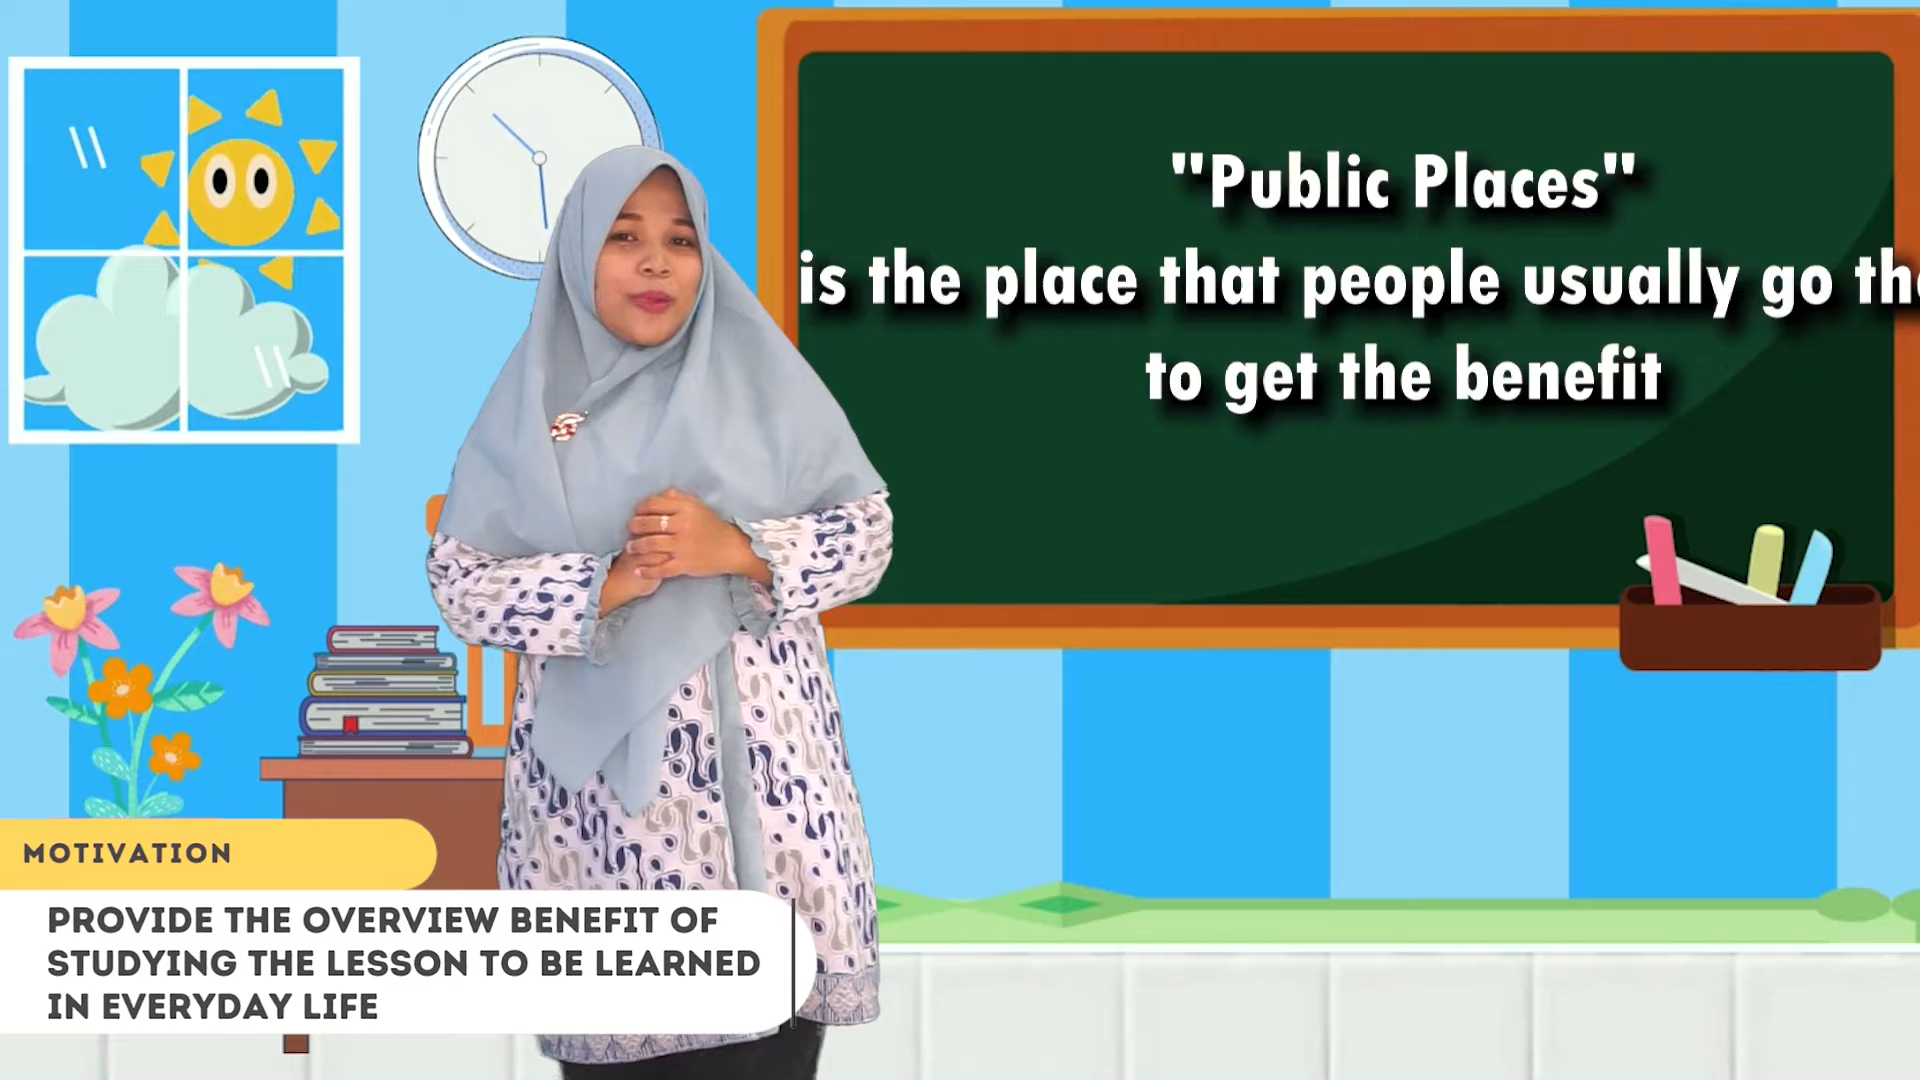 "Public Places"
is the place that people usually go
to get the benefit
MOTIVATION
PROVIDE THE OVERVIEW BENEFIT OF
STUDYING THE LESSON TO BE LEARNED
IN EVERYDAY LIFE